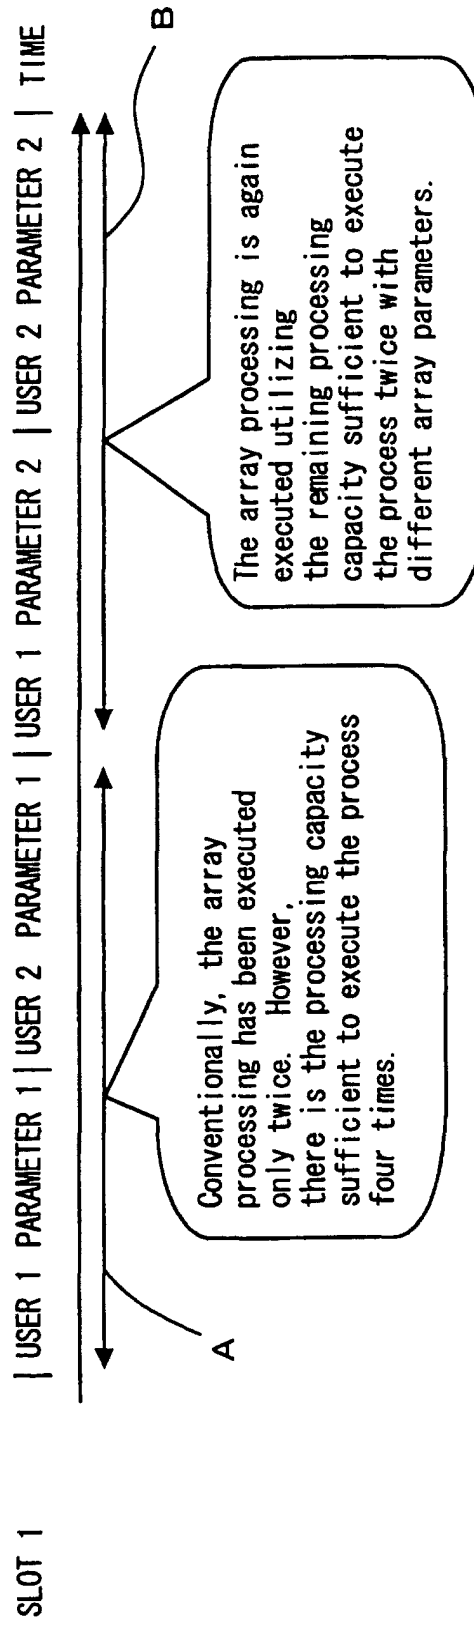 SLOT 1
| USER 1 PARAMETER 1 | USER 2 PARAMETER 1 | USER 1 PARAMETER 2 | USER 2 PARAMETER 2 | TIME
A
B
Conventionally, the array
processing has been executed
only twice. However,
there is the processing capacity
sufficient to execute the process
four times.
The array processing is again
executed utilizing
the remaining processing
capacity sufficient to execute
the process twice with
different array parameters.